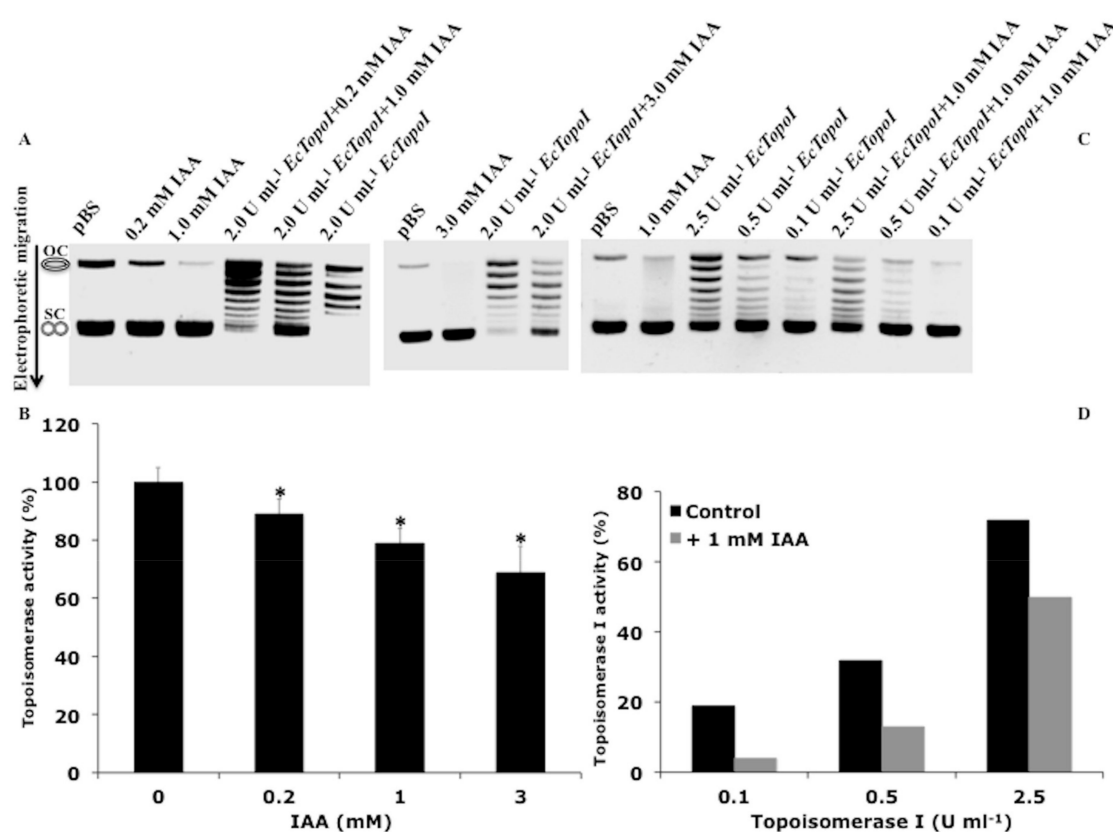 A
C
pBS
0.2 mM IAA
1.0 mM IAA
2.0 U ml-¹ EcTopoI+0.2 mM IAA
2.0 U ml-¹ EcTopoI+1.0 mM IAA
2.0 U ml-¹ EcTopoI
pBS
3.0 mM IAA
2.0 U ml-¹ EcTopoI
2.0 U ml-¹ EcTopoI+3.0 mM IAA
pBS
1.0 mM IAA
2.5 U ml-¹ EcTopoI
0.5 U ml-¹ EcTopoI
0.1 U ml-¹ EcTopoI
2.5 U ml-¹ EcTopoI+1.0 mM IAA
0.5 U ml-¹ EcTopoI+1.0 mM IAA
0.1 U ml-¹ EcTopoI+1.0 mM IAA
Electrophoretic migration
OC
SC
B
Topoisomerase activity (%)
120
100
80
60
40
20
0
*
*
*
0
0.2
1
3
IAA (mM)
D
Topoisomerase I activity (%)
80
60
40
20
0
Control
+ 1 mM IAA
0.1
0.5
2.5
Topoisomerase I (U ml⁻¹)